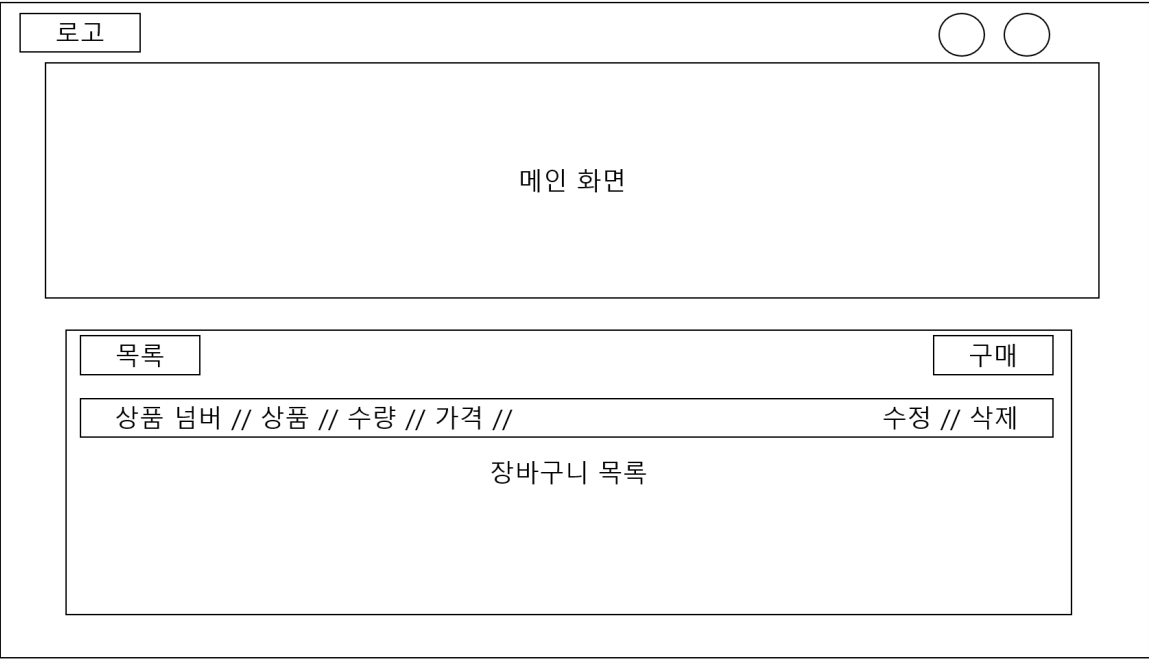 로고
메인 화면
목록
구매
상품 넘버 // 상품 // 수량 // 가격 //
수정 // 삭제
장바구니 목록